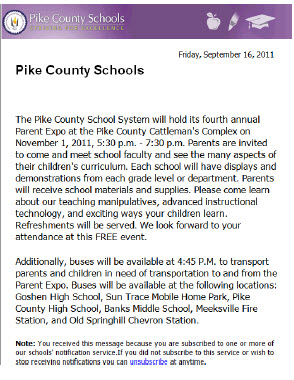 Pike County Schools
STRIVING FOR EXCELLENCE
Friday, September 16, 2011
Pike County Schools
The Pike County School System will hold its fourth annual
Parent Expo at the Pike County Cattleman's Complex on
November 1, 2011, 5:30 p.m. - 7:30 p.m. Parents are invited
to come and meet school faculty and see the many aspects of
their children's curriculum. Each school will have displays and
demonstrations from each grade level or department. Parents
will receive school materials and supplies. Please come learn
about our teaching manipulatives, advanced instructional
technology, and exciting ways your children learn.
Refreshments will be served. We look forward to your
attendance at this FREE event.
Additionally, buses will be available at 4:45 P.M. to transport
parents and children in need of transportation to and from the
Parent Expo. Buses will be available at the following locations:
Goshen High School, Sun Trace Mobile Home Park, Pike
County High School, Banks Middle School, Meeksville Fire
Station, and Old Springhill Chevron Station.
Note: You received this message because you are subscribed to one or more of
our schools' notification service.If you did not subscribe to this service or wish to
stop receiving notifications you can unsubscribe at anytime.